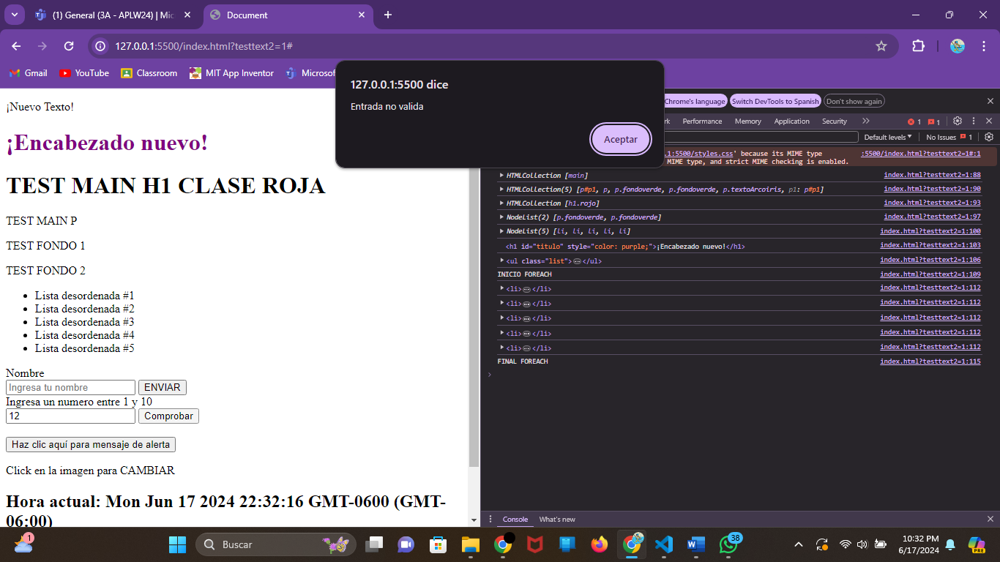 (1) General (3A - APLW24) | Mic
Document
127.0.0.1:5500/index.html?testtext2=1#
Gmail
YouTube
Classroom
MIT App Inventor
Microsof
127.0.0.1:5500 dice
Entrada no valida
Aceptar
Chrome's language
Switch DevTools to Spanish
Don't show again
rk
Performance
Memory
Application
Security
1
1
Default levels
No Issues
1
.1:5500/styles.css' because its MIME type
:5500/index.html?testtext2=1#:1
MIME type, and strict MIME checking is enabled.
HTMLCollection [main]
index.html?testtext2=1:88
HTMLCollection(5) [p#p1, p, p.fondoverde, p.fondoverde, p.textoArcoiris, p1: p#p1]
index.html?testtext2=1:90
HTMLCollection [h1.rojo]
index.html?testtext2=1:93
NodeList(2) [p.fondoverde, p.fondoverde]
index.html?testtext2=1:97
NodeList(5) [li, li, li, li, li]
index.html?testtext2=1:100
<h1 id="titulo" style="color: purple;">¡Encabezado nuevo!</h1>
index.html?testtext2=1:103
<ul class="list">…</ul>
index.html?testtext2=1:106
INICIO FOREACH
index.html?testtext2=1:109
<li>…</li>
index.html?testtext2=1:112
<li>…</li>
index.html?testtext2=1:112
<li>…</li>
index.html?testtext2=1:112
<li>…</li>
index.html?testtext2=1:112
<li>…</li>
index.html?testtext2=1:112
FINAL FOREACH
index.html?testtext2=1:115
Console
What's new
¡Nuevo Texto!
¡Encabezado nuevo!
TEST MAIN H1 CLASE ROJA
TEST MAIN P
TEST FONDO 1
TEST FONDO 2
Lista desordenada #1
Lista desordenada #2
Lista desordenada #3
Lista desordenada #4
Lista desordenada #5
Nombre
Ingresa tu nombre
ENVIAR
Ingresa un numero entre 1 y 10
12
Comprobar
Haz clic aquí para mensaje de alerta
Click en la imagen para CAMBIAR
Hora actual: Mon Jun 17 2024 22:32:16 GMT-0600 (GMT-
06:00)
1
Buscar
38
10:32 PM
6/17/2024
PRE